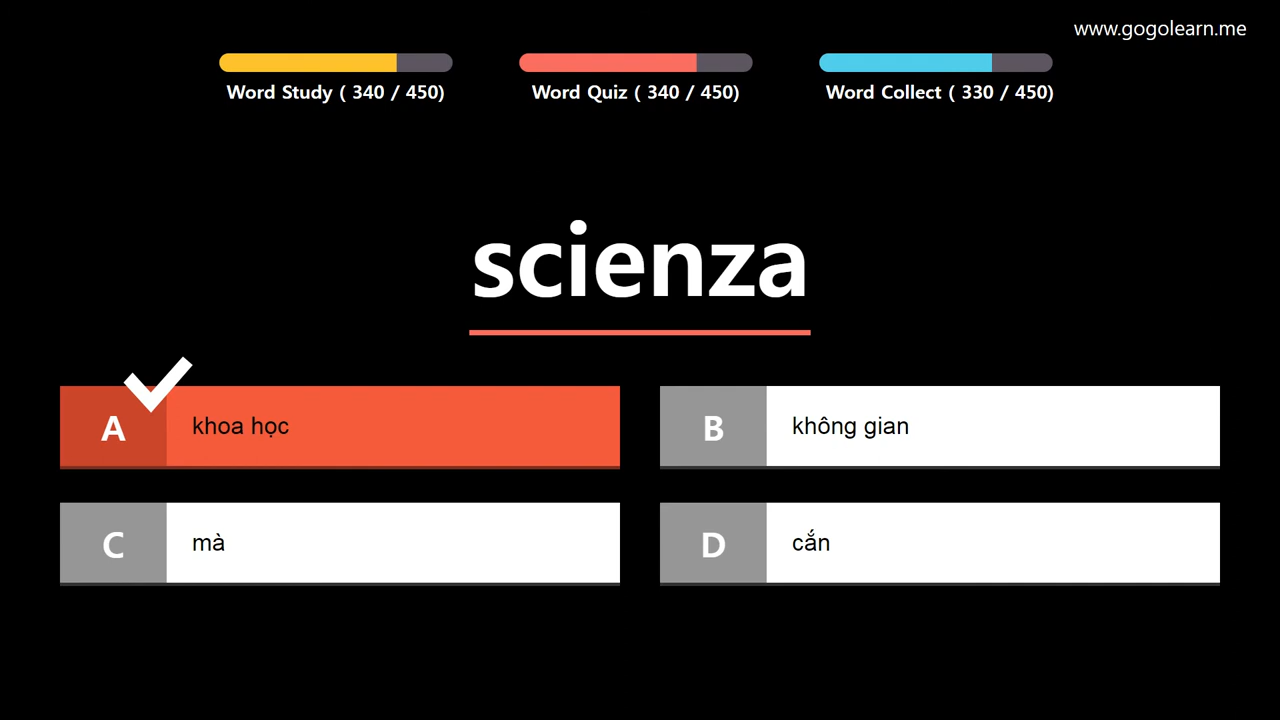 www.gogolearn.me
Word Study ( 340 / 450)
Word Quiz ( 340 / 450)
Word Collect ( 330 / 450)
scienza
A khoa học
B không gian
C mà
D cắn